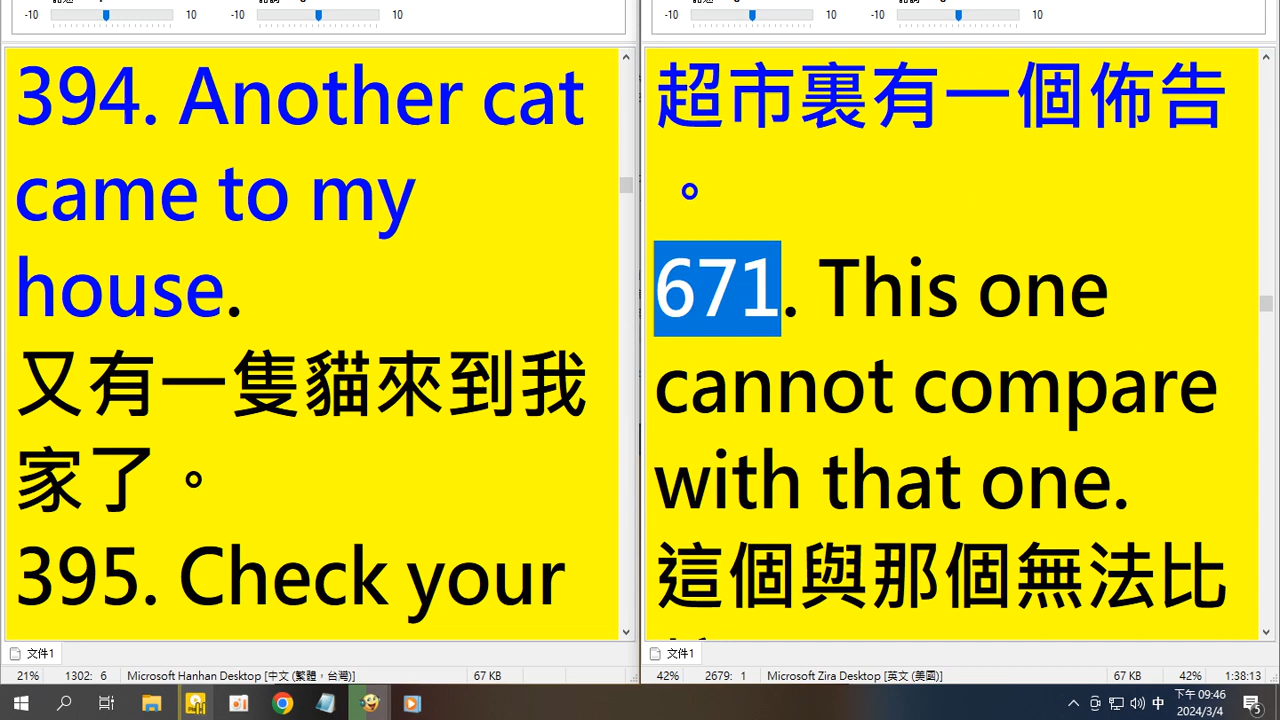 -10 10 -10 10
394. Another cat
came to my
house.
又有一隻貓來到我
家了。
395. Check your
文件1
21% 1302: 6 Microsoft Hanhan Desktop [中文 (繁體，台灣)] 67 KB
-10 10 -10 10
超市裏有一個佈告
。
671. This one
cannot compare
with that one.
這個與那個無法比
文件1
42% 2679: 1 Microsoft Zira Desktop [英文 (美國)] 67 KB 42% 1:38:13
中 下午 09:46
2024/3/4
5